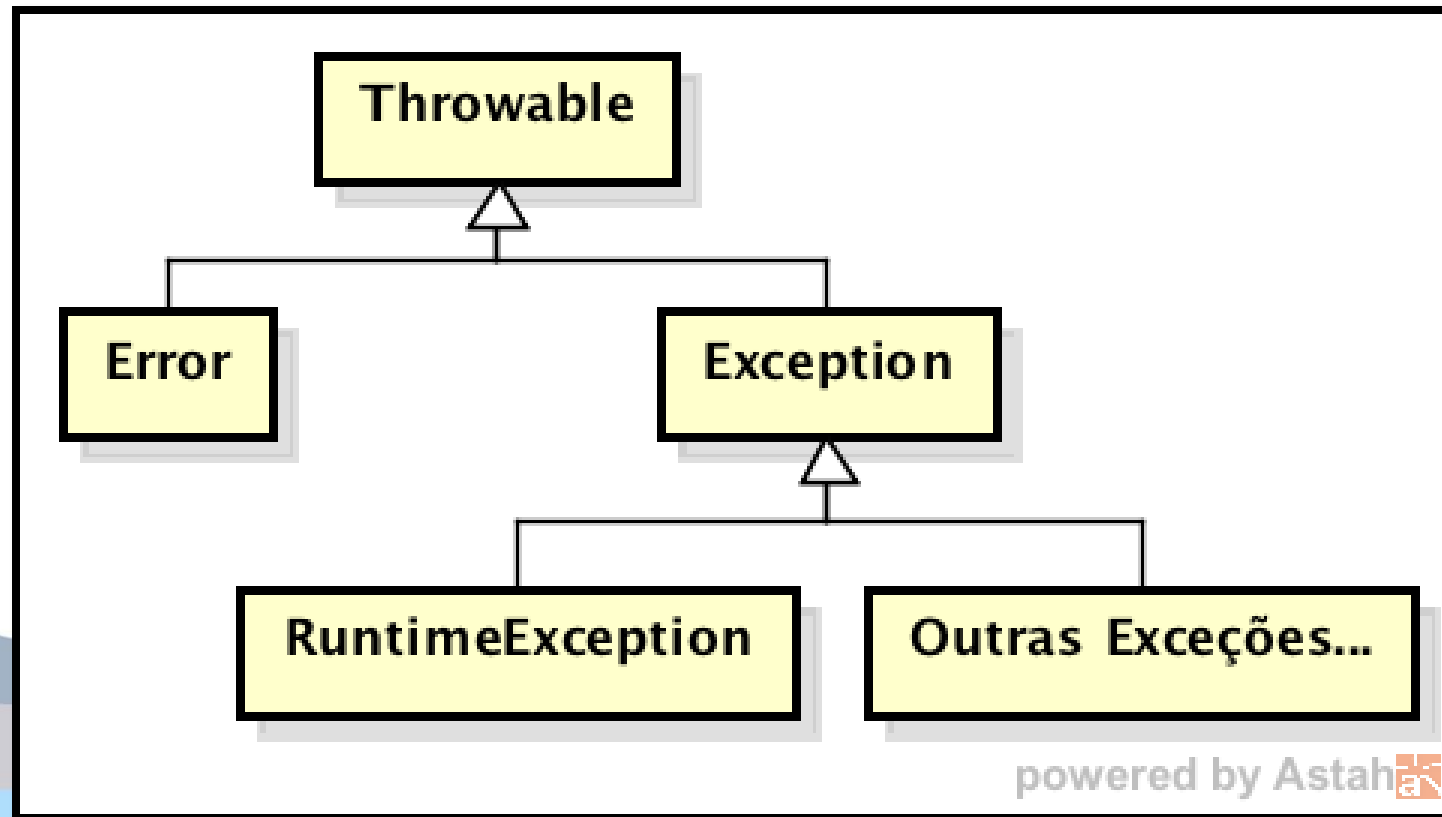 Throwable
Error
Exception
RuntimeException
Outras Exceções...
powered by Astah